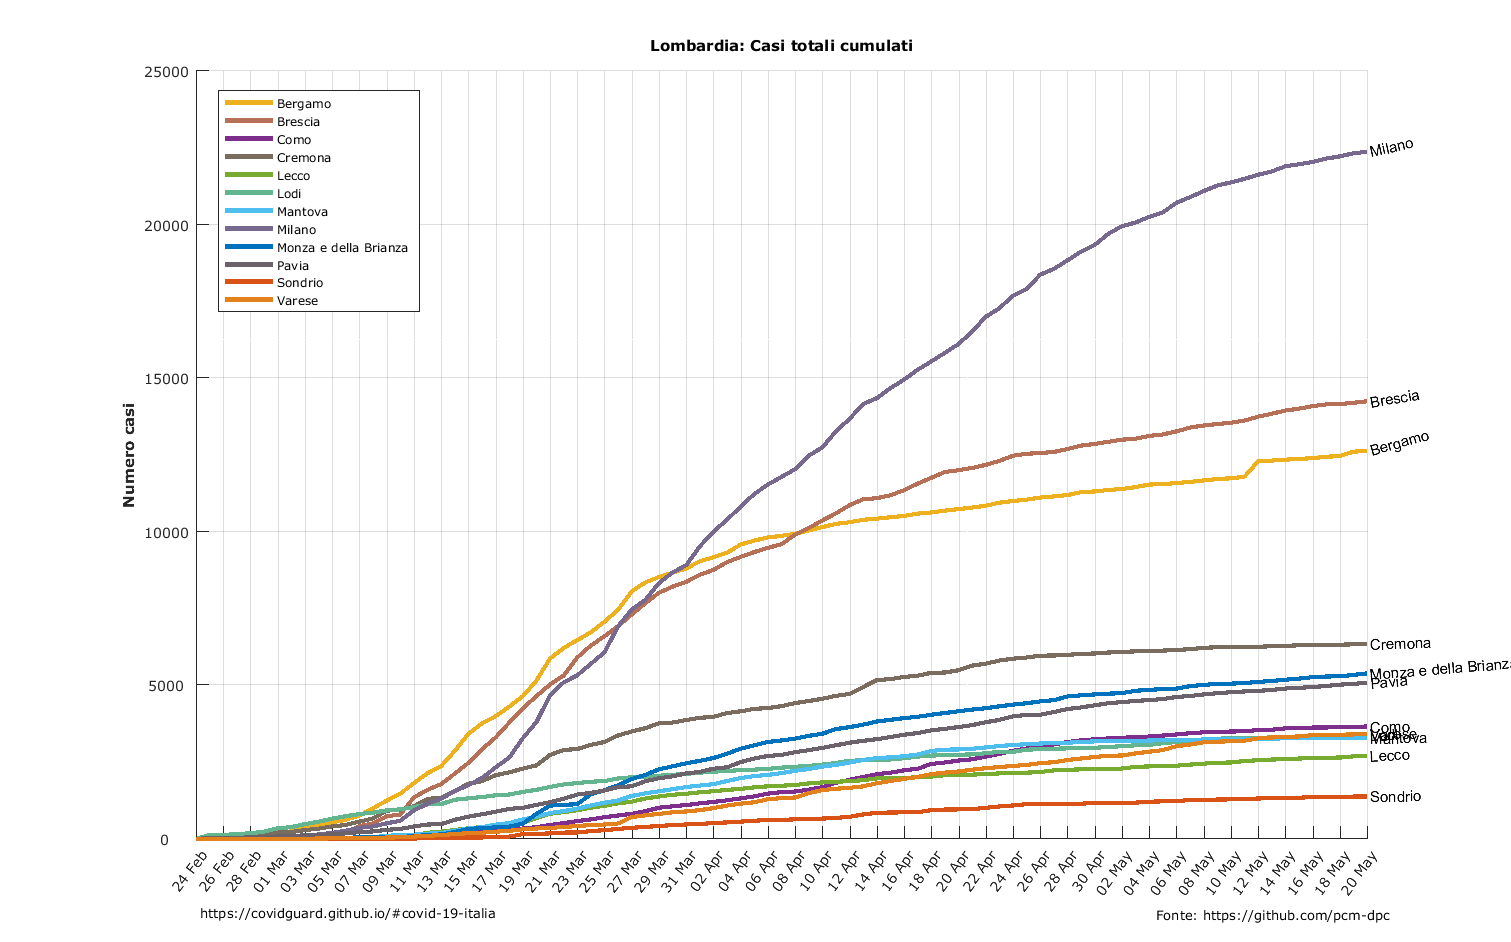 Lombardia: Casi totali cumulati
Numero casi
25000
20000
15000
10000
5000
0
Bergamo
Brescia
Como
Cremona
Lecco
Lodi
Mantova
Milano
Monza e della Brianza
Pavia
Sondrio
Varese
Milano
Brescia
Bergamo
Cremona
Monza e della Brianza
Pavia
Como
Varese
Mantova
Lecco
Sondrio
24 Feb
26 Feb
28 Feb
01 Mar
03 Mar
05 Mar
07 Mar
09 Mar
11 Mar
13 Mar
15 Mar
17 Mar
19 Mar
21 Mar
23 Mar
25 Mar
27 Mar
29 Mar
31 Mar
02 Apr
04 Apr
06 Apr
08 Apr
10 Apr
12 Apr
14 Apr
16 Apr
18 Apr
20 Apr
22 Apr
24 Apr
26 Apr
28 Apr
30 Apr
02 May
04 May
06 May
08 May
10 May
12 May
14 May
16 May
18 May
20 May
https://covidguard.github.io/#covid-19-italia
Fonte: https://github.com/pcm-dpc